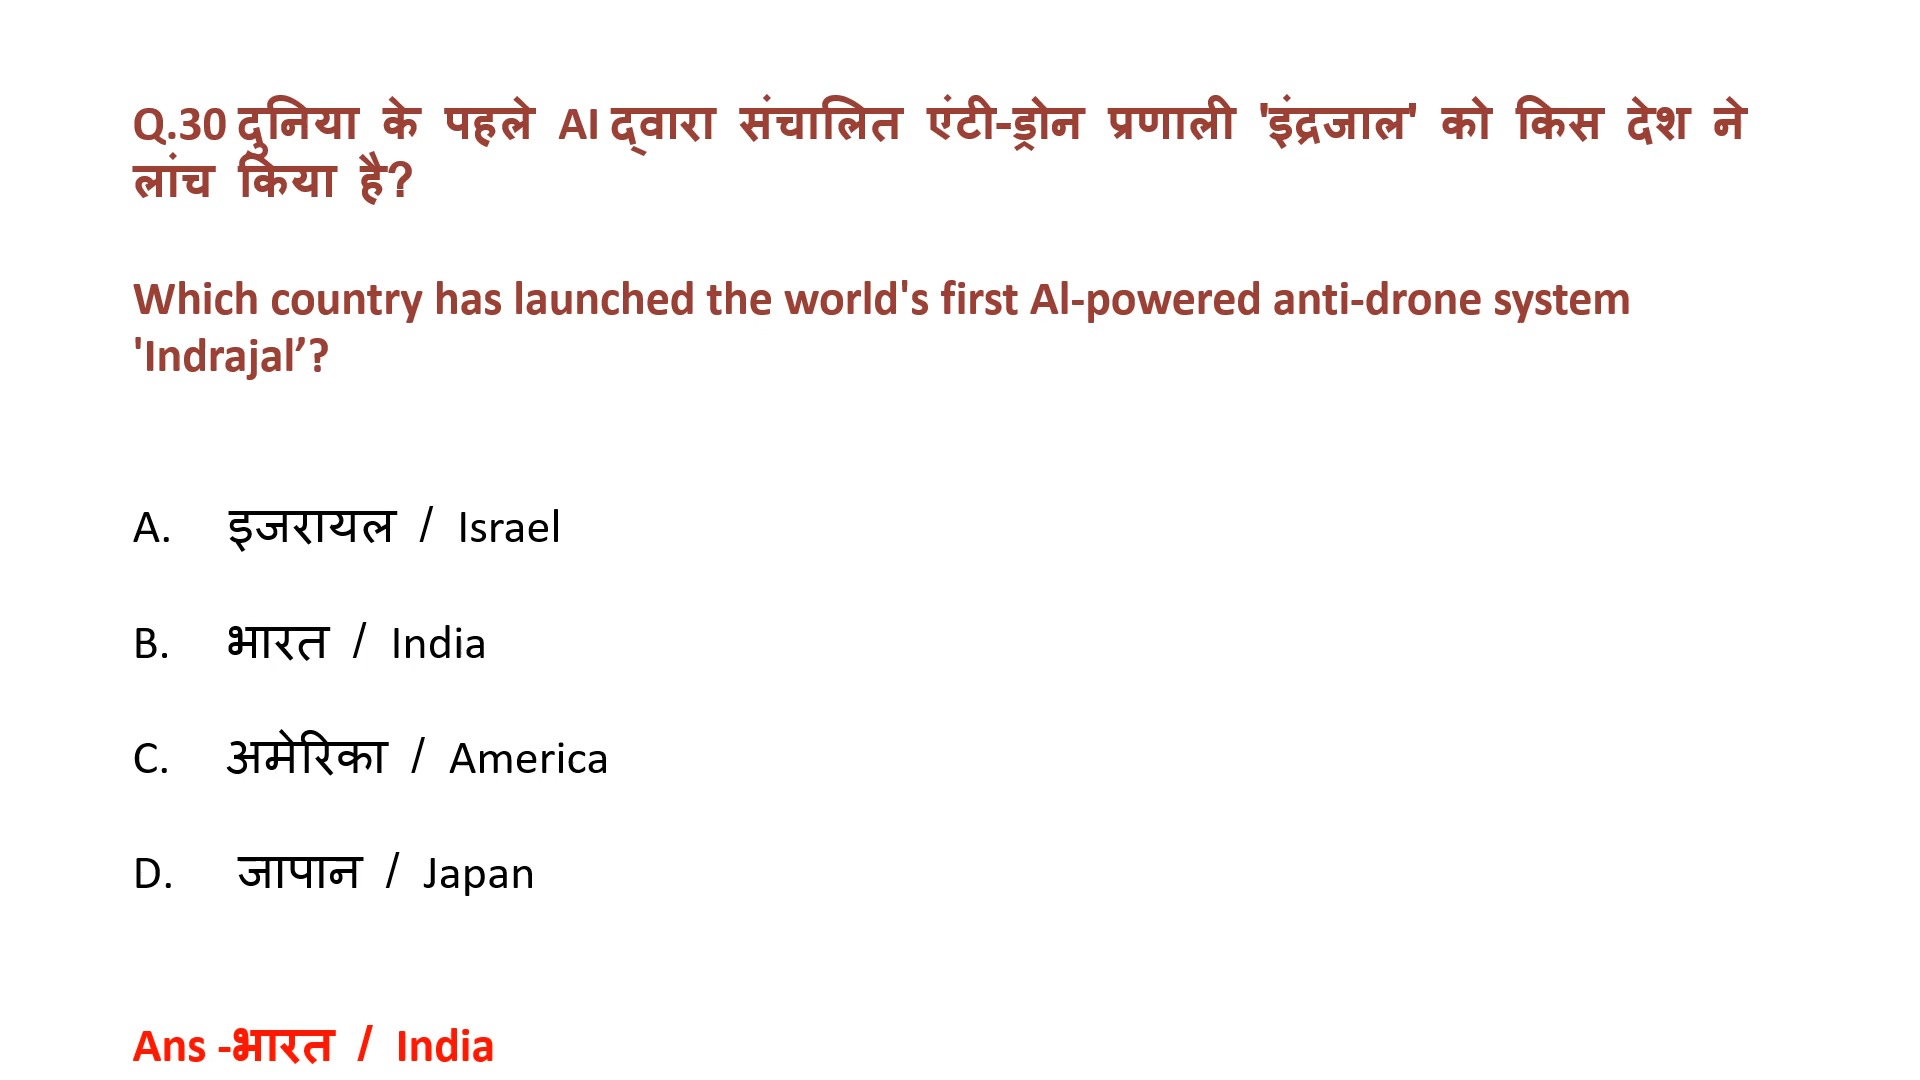 Q.30 दुनिया के पहले AI द्वारा संचालित एंटी-ड्रोन प्रणाली 'इंद्रजाल' को किस देश ने
लांच किया है?
Which country has launched the world's first Al-powered anti-drone system
'Indrajal’?
A. इजरायल / Israel
B. भारत / India
C. अमेरिका / America
D. जापान / Japan
Ans -भारत / India